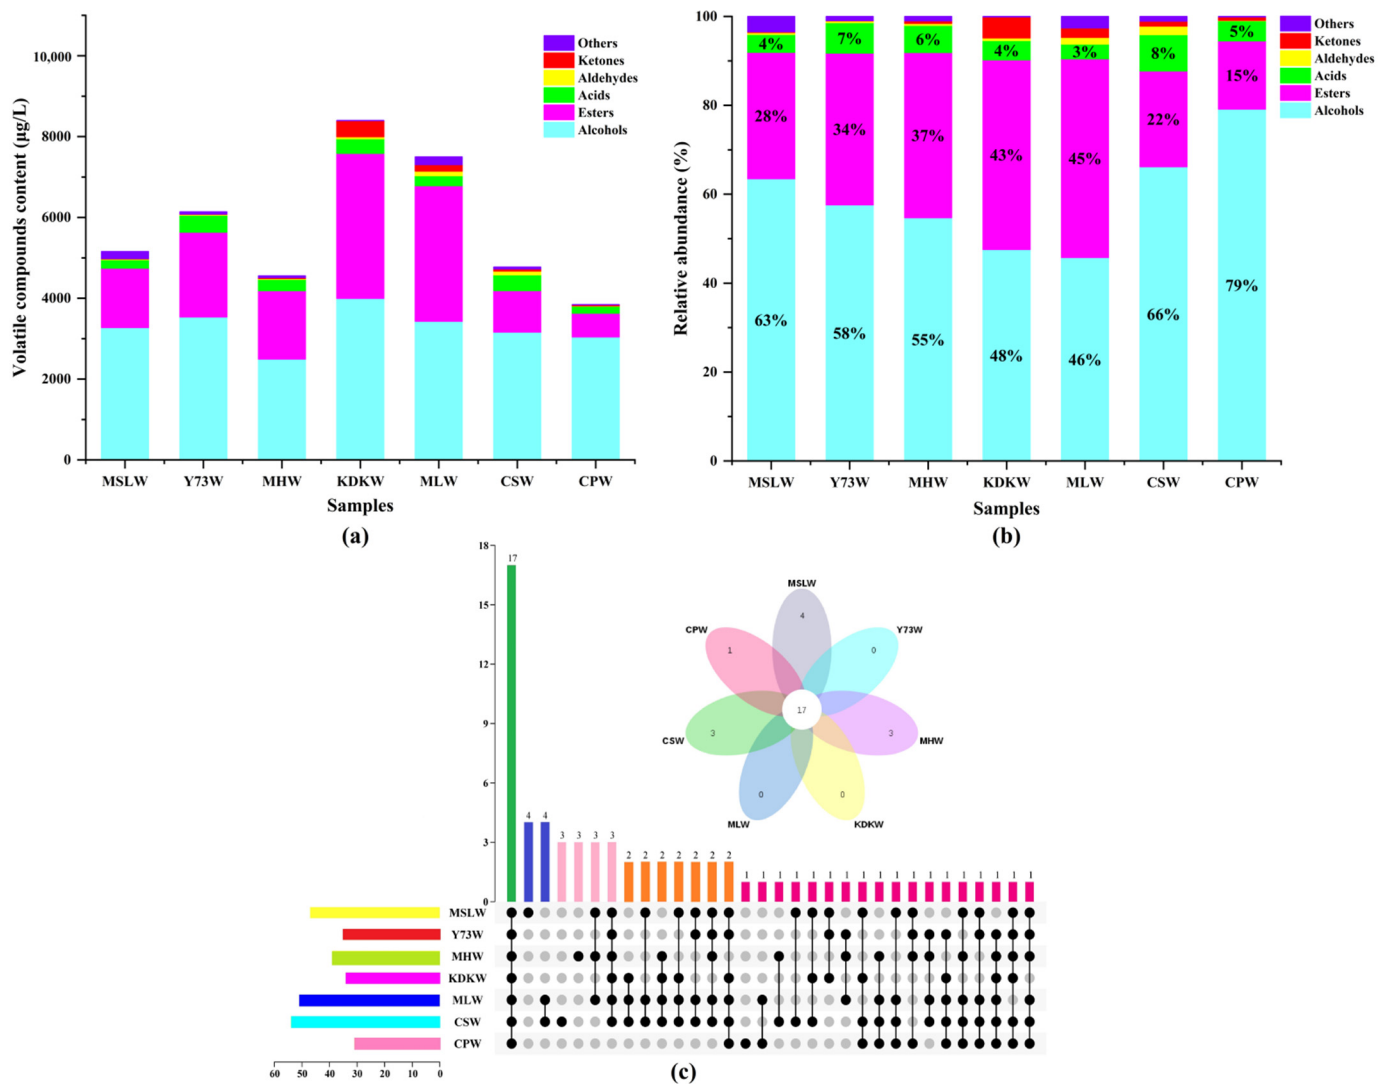 Volatile compounds content (μg/L)
10,000
8000
6000
4000
2000
0
Others
Ketones
Aldehydes
Acids
Esters
Alcohols
MSLW Y73W MHW KDKW MLW CSW CPW
Samples
(a)
Relative abundance (%)
100
80
60
40
20
0
4% 7% 6% 4% 3% 8% 5%
28% 34% 37% 43% 45% 22% 15%
63% 58% 55% 48% 46% 66% 79%
Others
Ketones
Aldehydes
Acids
Esters
Alcohols
MSLW Y73W MHW KDKW MLW CSW CPW
Samples
(b)
18
15
12
9
6
3
0
17 4 4 3 3 3 3 2 2 2 2 2 2 2 1 1 1 1 1 1 1 1 1 1 1 1 1 1 1 1 1 1
MSLW
4
Y73W
0
MHW
3
KDKW
0
MLW
0
CSW
3
CPW
1
17
MSLW
Y73W
MHW
KDKW
MLW
CSW
CPW
60 50 40 30 20 10 0
(c)